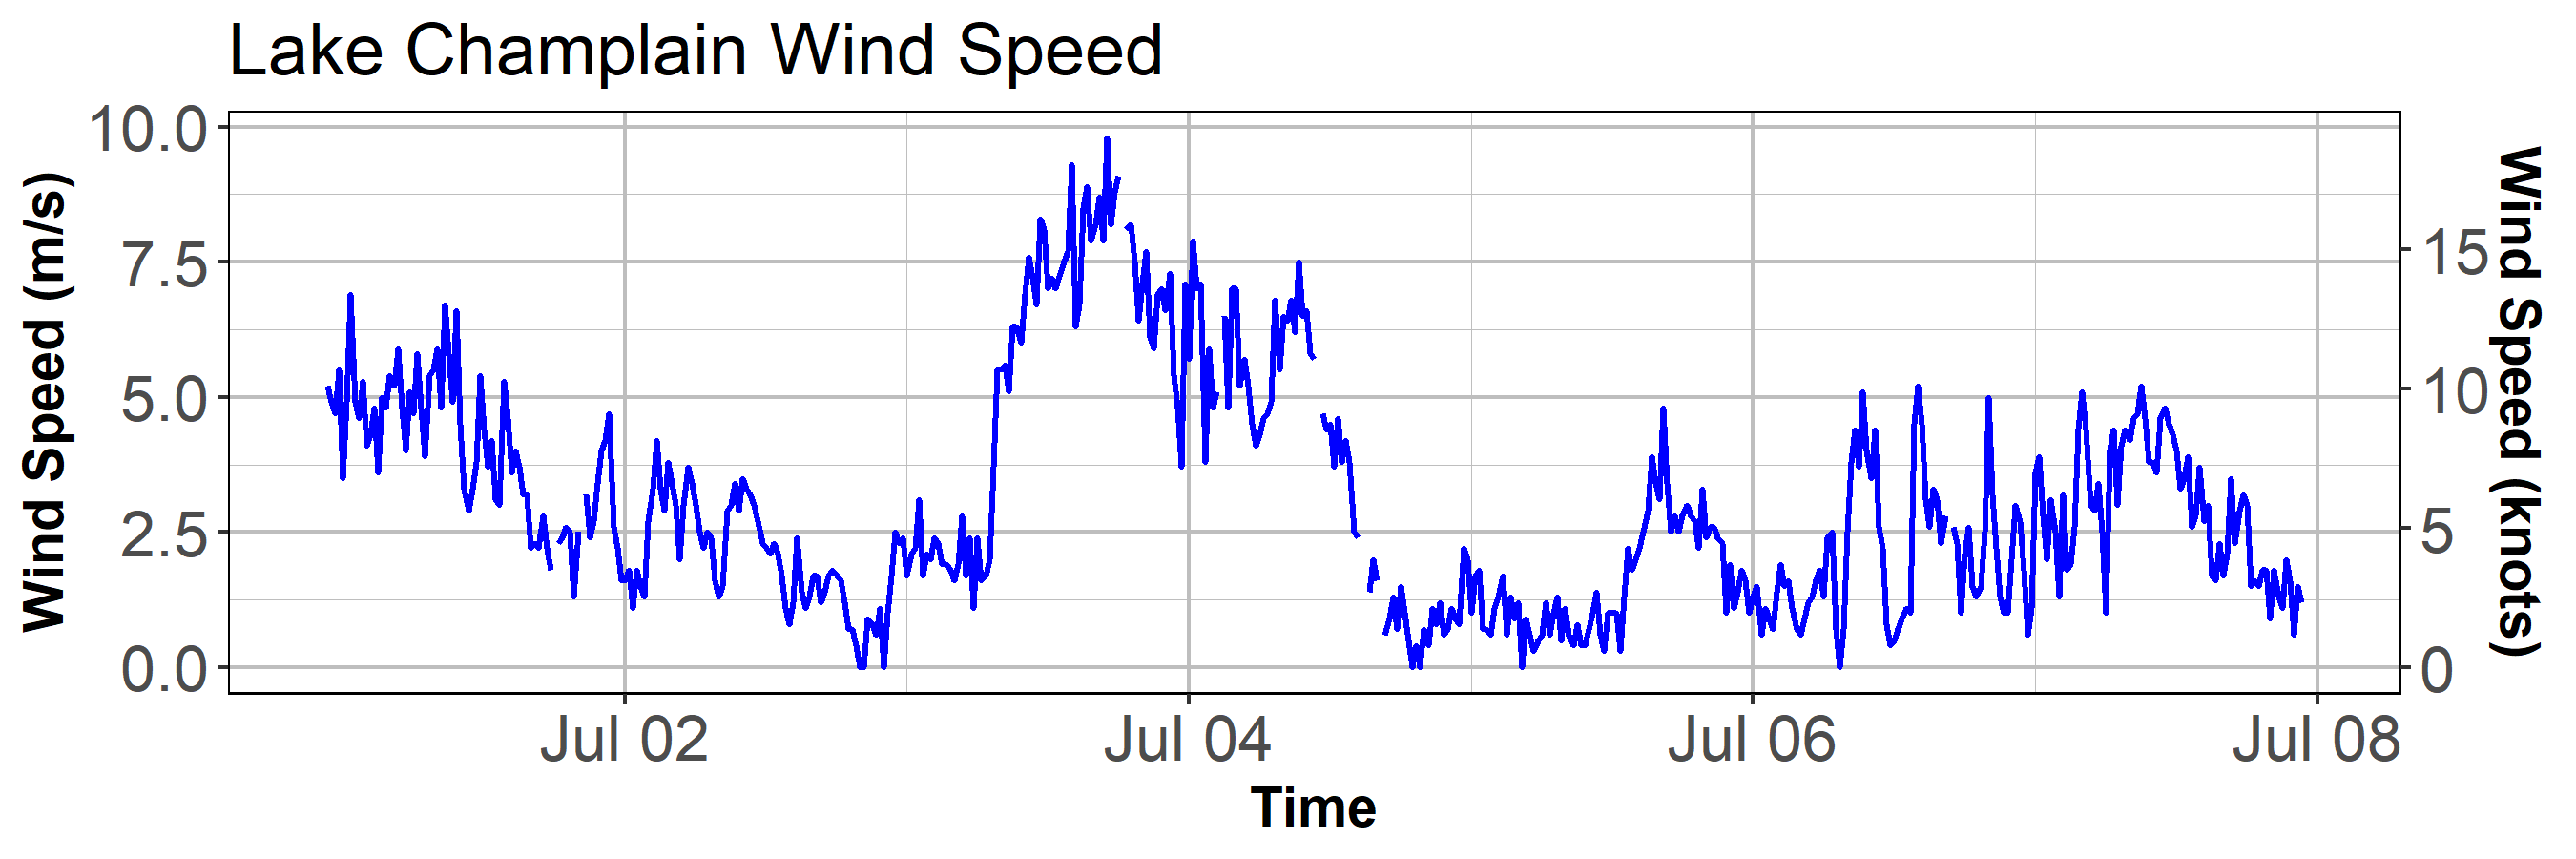 Lake Champlain Wind Speed
Wind Speed (m/s)
10.0
7.5
5.0
2.5
0.0
15
10
5
0
Wind Speed (knots)
Jul 02
Jul 04
Jul 06
Jul 08
Time